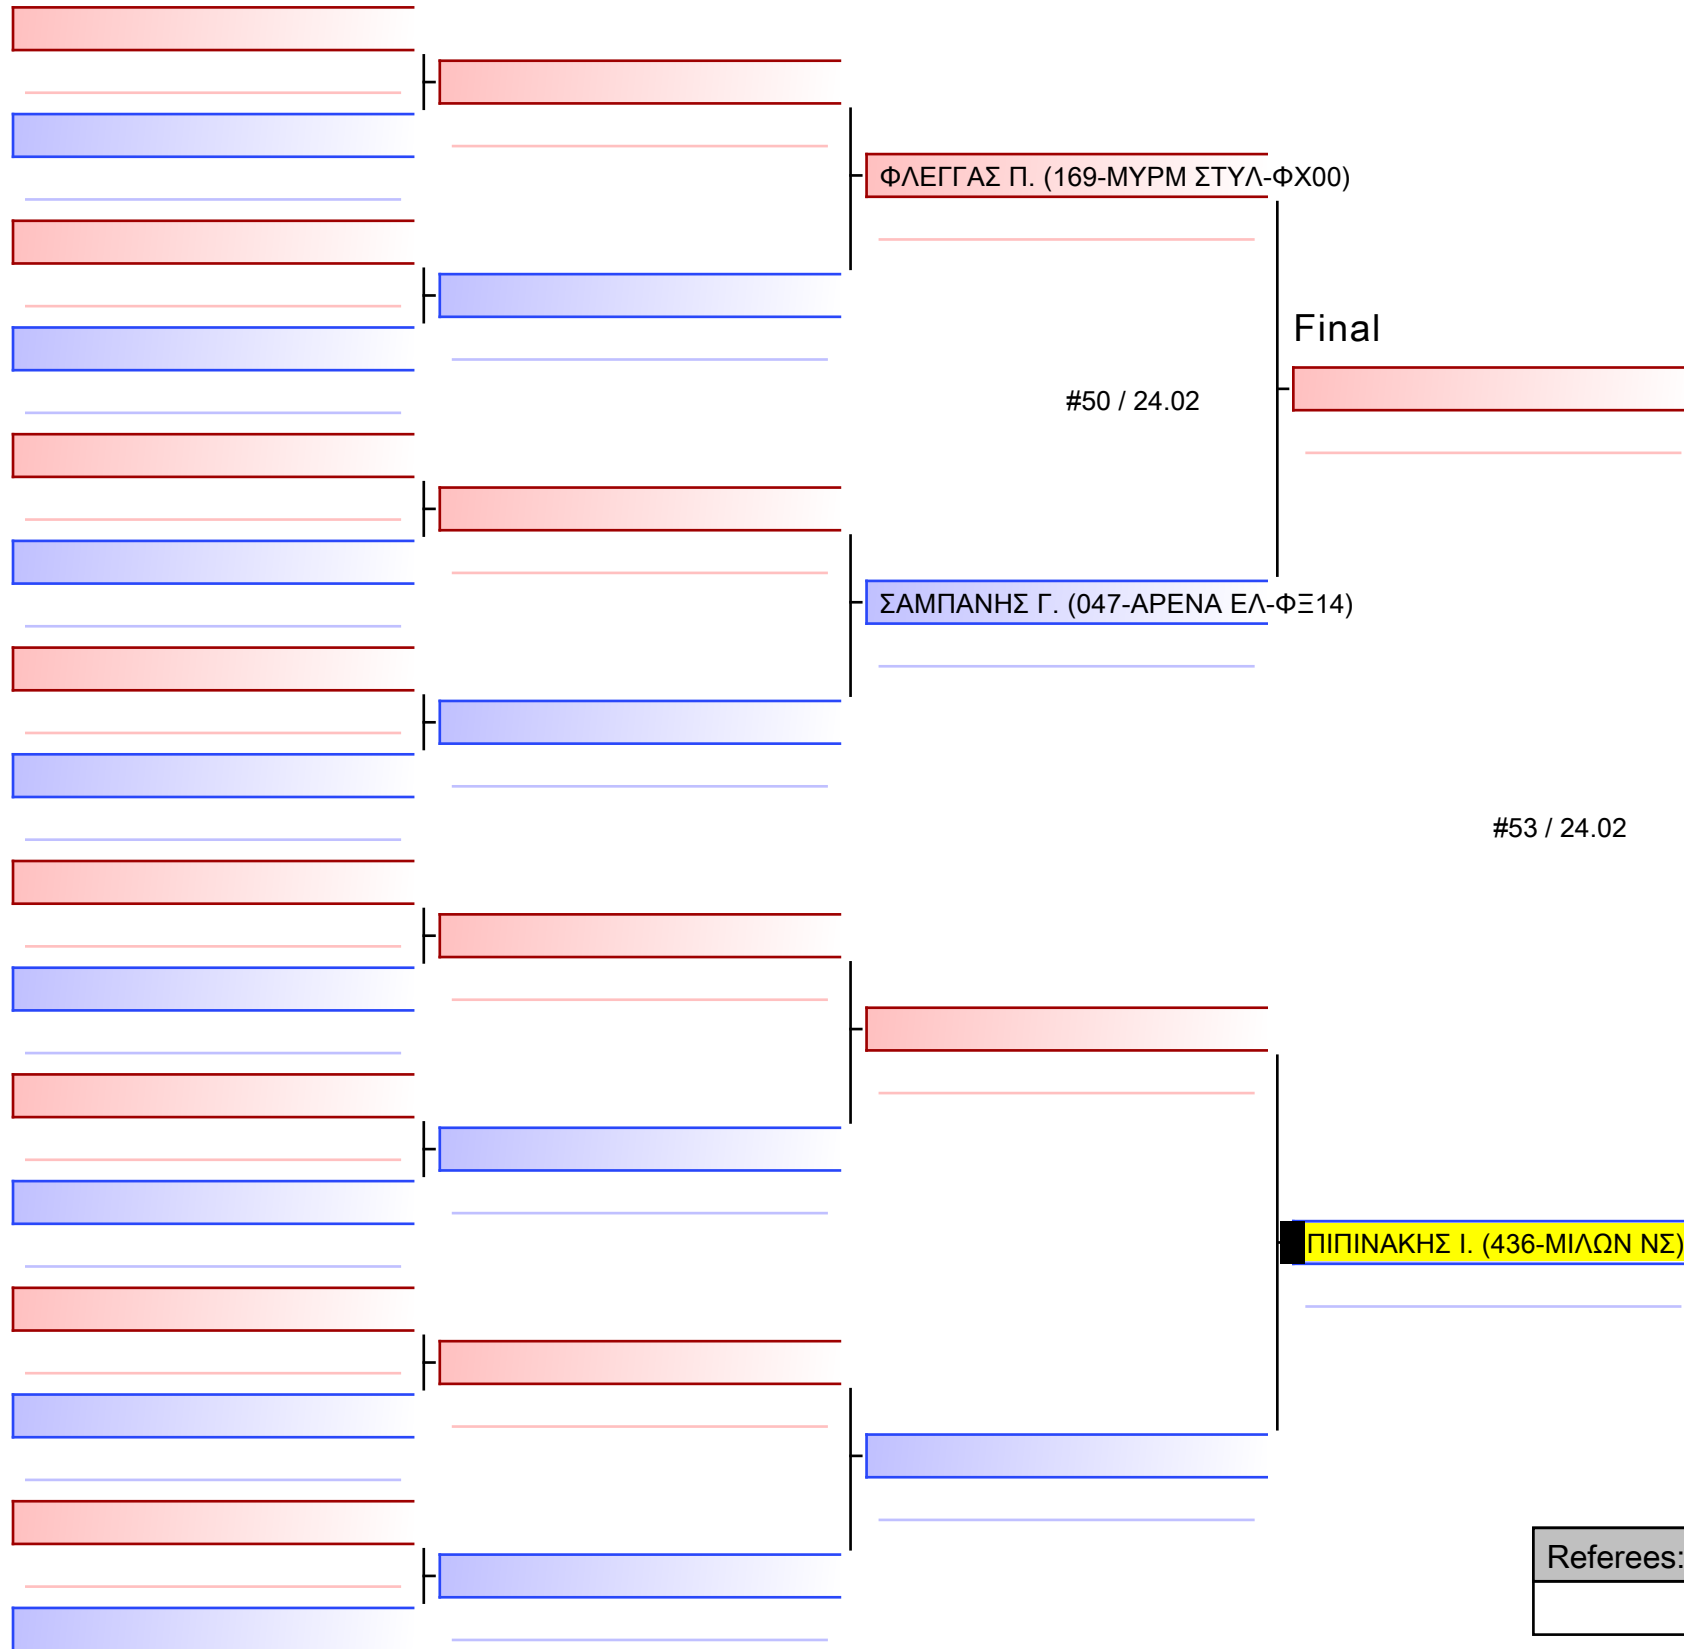 ΦΛΕΓΓΑΣ Π. (169-ΜΥΡΜ ΣΤΥΛ-ΦΧ00)
Final
#50 / 24.02
ΣΑΜΠΑΝΗΣ Γ. (047-ΑΡΕΝΑ ΕΛ-ΦΞ14)
#53 / 24.02
ΠΙΠΙΝΑΚΗΣ Ι. (436-ΜΙΛΩΝ ΝΣ)
Referees: